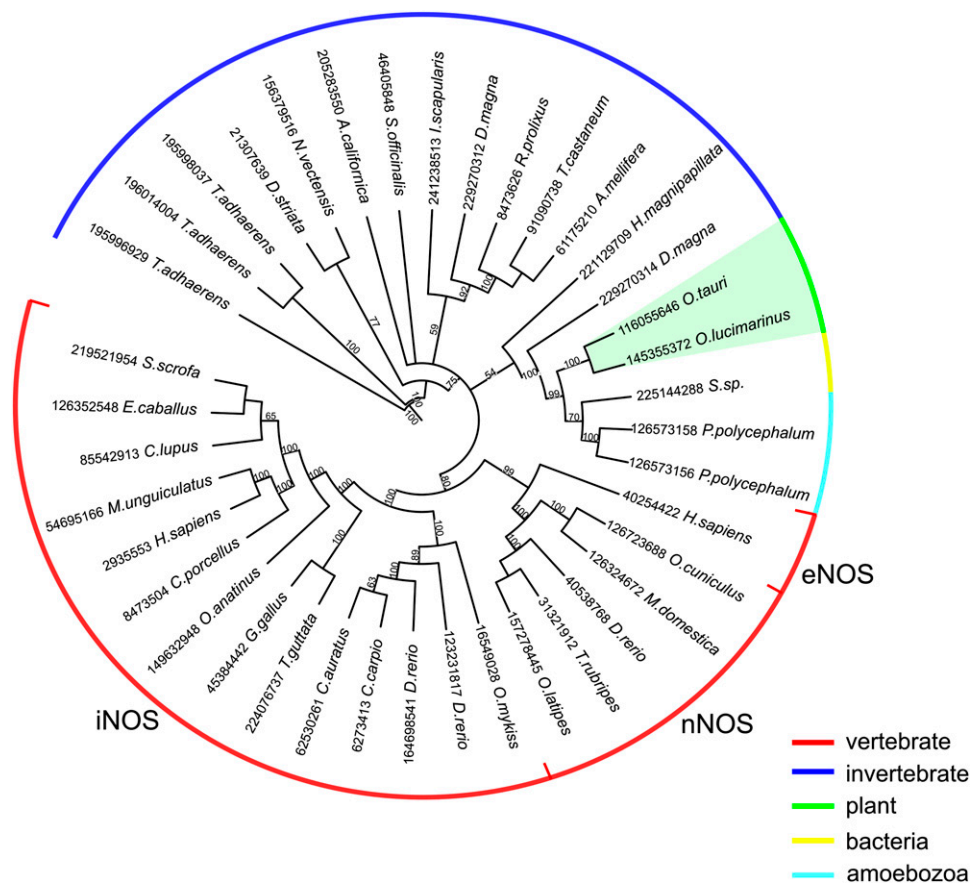 195996929 T.adhaerens
196014004 T.adhaerens
195998037 T.adhaerens
21307639 D.striata
156379516 N.vectensis
205283550 A.californica
46405848 S.officinalis
241238513 I.scapularis
229270312 D.magna
8473626 R.prolixus
91090738 T.castaneum
61175210 A.mellifera
221129709 H.magnipapillata
229270314 D.magna
116055646 O.tauri
145355372 O.lucimarinus
225144288 S.sp.
126573158 P.polycephalum
126573156 P.polycephalum
40254422 H.sapiens
126723688 O.cuniculus
126324672 M.domestica
40538768 D.rerio
31321912 T.rubripes
157278445 O.latipes
16549028 O.mykiss
123231817 D.rerio
164698541 D.rerio
6273413 C.carpio
62530261 C.auratus
224076737 T.guttata
45384442 G.gallus
149632948 O.anatinus
8473504 C.porcellus
2935553 H.sapiens
54695166 M.unguiculatus
85542913 C.lupus
126352548 E.caballus
219521954 S.scrofa
77
100
100
100
75
59
92
100
54
100
99
100
70
100
80
99
100
100
100
100
100
100
89
100
63
100
100
100
100
65
100
100
eNOS
nNOS
iNOS
vertebrate
invertebrate
plant
bacteria
amoebozoa